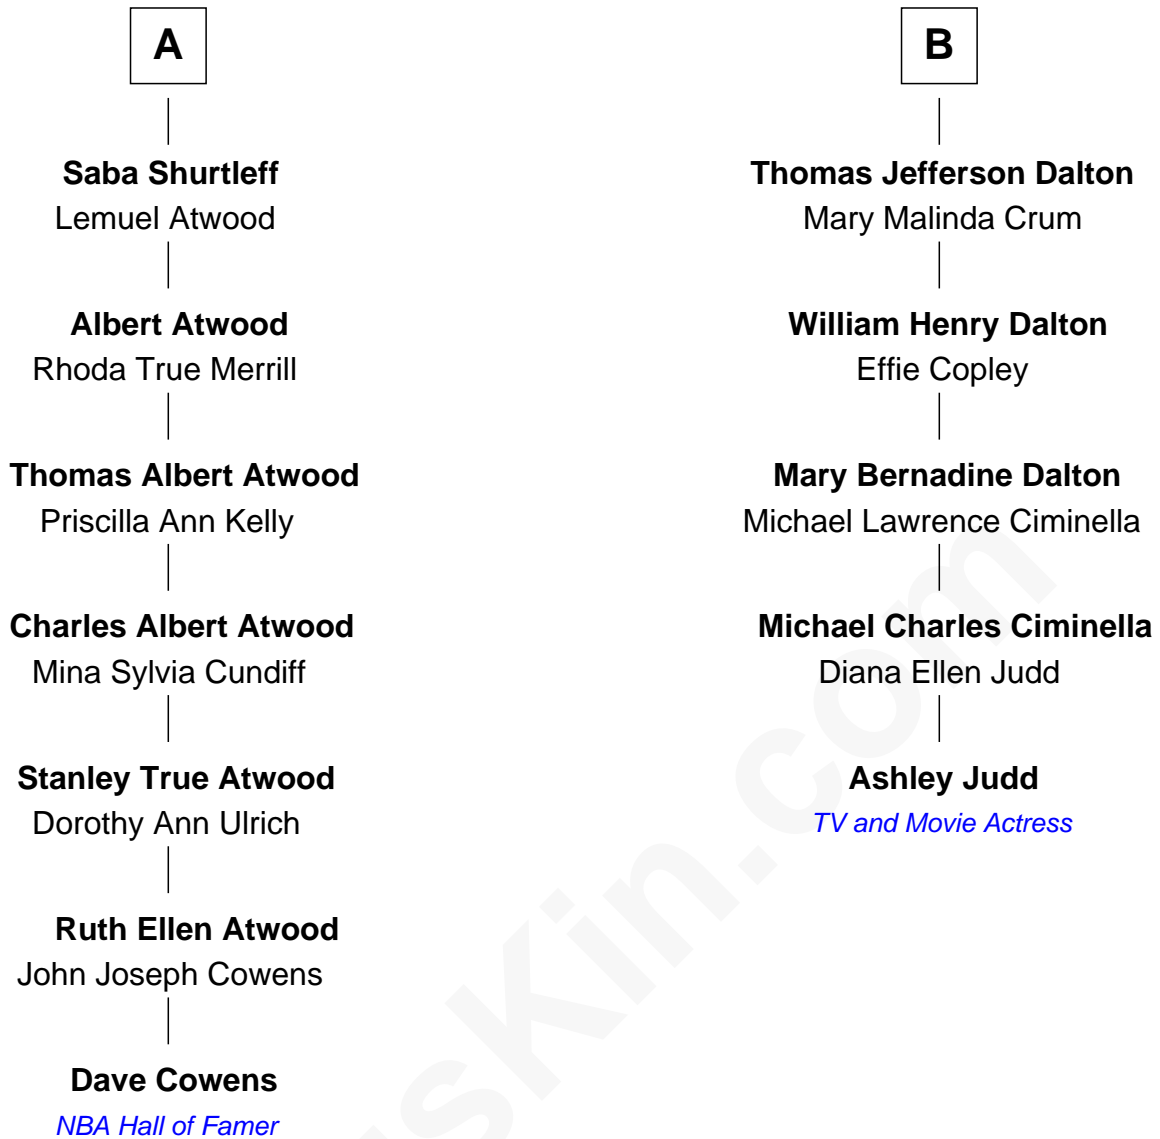 A
Saba Shurtleff
Lemuel Atwood
Albert Atwood
Rhoda True Merrill
Thomas Albert Atwood
Priscilla Ann Kelly
Charles Albert Atwood
Mina Sylvia Cundiff
Stanley True Atwood
Dorothy Ann Ulrich
Ruth Ellen Atwood
John Joseph Cowens
Dave Cowens
NBA Hall of Famer
B
Thomas Jefferson Dalton
Mary Malinda Crum
William Henry Dalton
Effie Copley
Mary Bernadine Dalton
Michael Lawrence Ciminella
Michael Charles Ciminella
Diana Ellen Judd
Ashley Judd
TV and Movie Actress